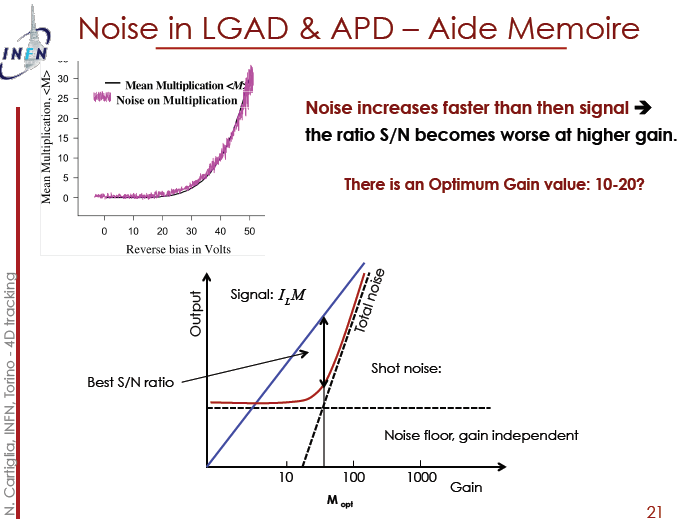 Noise in LGAD & APD – Aide Memoire
INFN
30
25
20
15
10
5
0
Mean Multiplication, <M>
Mean Multiplication <M>
Noise on Multiplication
0 10 20 30 40 50
Reverse bias in Volts
Noise increases faster than then signal ➔
the ratio S/N becomes worse at higher gain.
There is an Optimum Gain value: 10-20?
Output
Signal: I_L M
Total noise
Best S/N ratio
Shot noise:
Noise floor, gain independent
10 100 1000
Gain
M opt
N. Cartiglia, INFN, Torino - 4D tracking
21